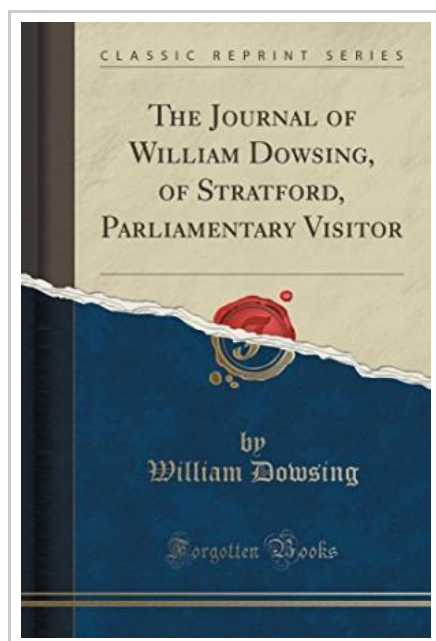 CLASSIC REPRINT SERIES
THE JOURNAL OF
WILLIAM DOWSING,
OF STRATFORD,
PARLIAMENTARY VISITOR
by
William Dowsing
Forgotten Books